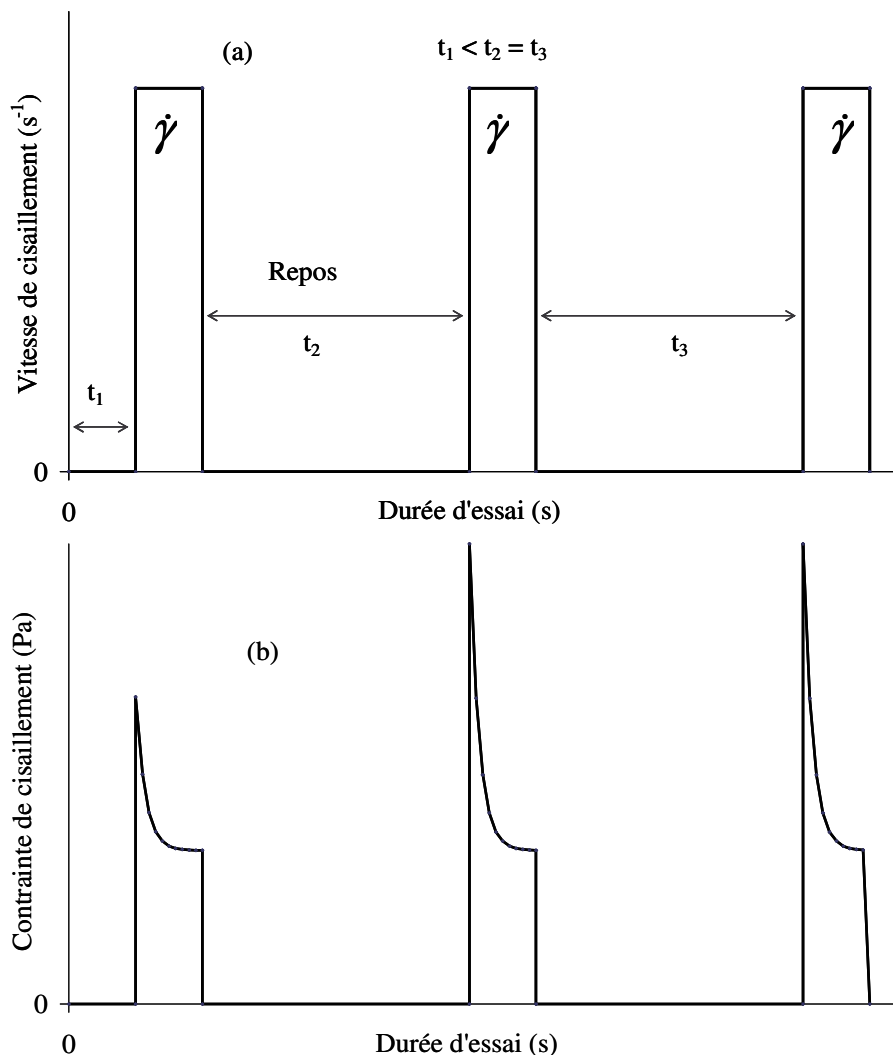 (a)
t₁ < t₂ = t₃
γ̇
γ̇
γ̇
Vitesse de cisaillement (s⁻¹)
Repos
t₂
t₃
t₁
0
0
Durée d'essai (s)
(b)
Contrainte de cisaillement (Pa)
0
0
Durée d'essai (s)